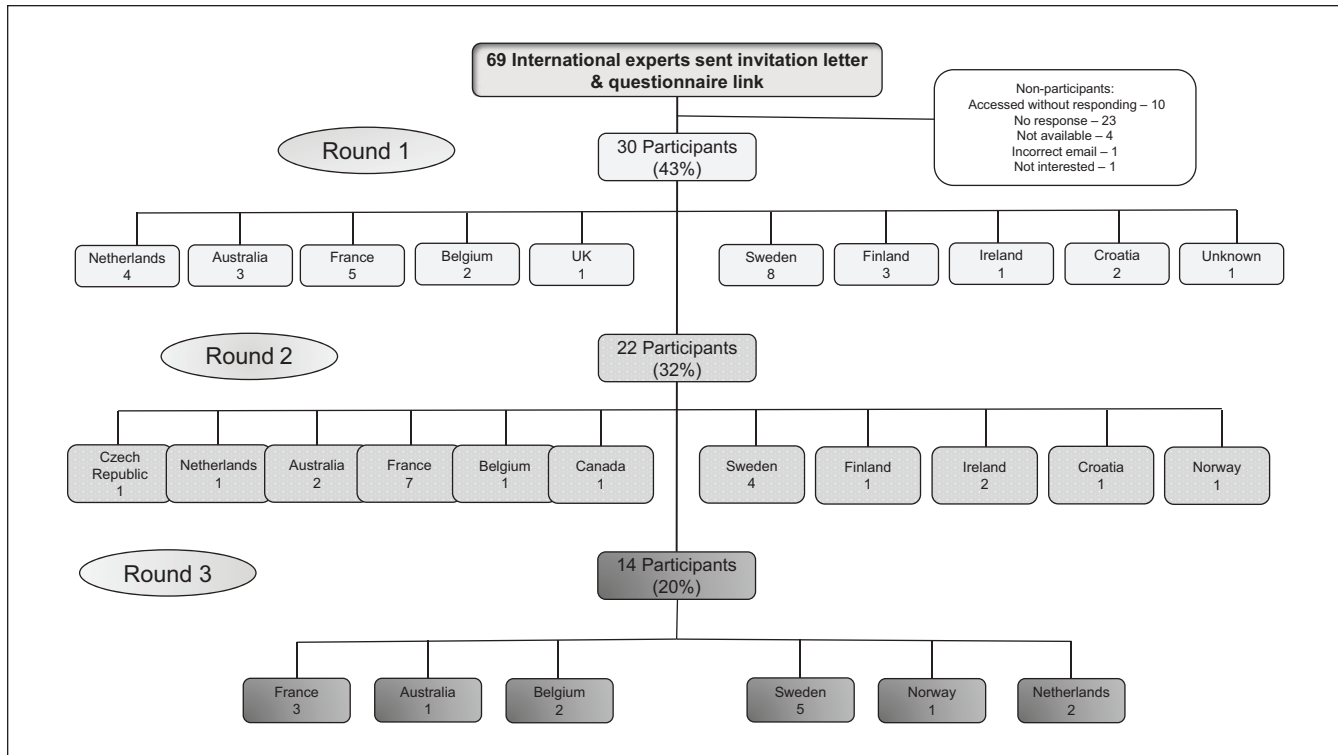 69 International experts sent invitation letter
& questionnaire link
Non-participants:
Accessed without responding – 10
No response – 23
Not available – 4
Incorrect email – 1
Not interested – 1
Round 1
30 Participants
(43%)
Netherlands
4
Australia
3
France
5
Belgium
2
UK
1
Sweden
8
Finland
3
Ireland
1
Croatia
2
Unknown
1
Round 2
22 Participants
(32%)
Czech
Republic
1
Netherlands
1
Australia
2
France
7
Belgium
1
Canada
1
Sweden
4
Finland
1
Ireland
2
Croatia
1
Norway
1
Round 3
14 Participants
(20%)
France
3
Australia
1
Belgium
2
Sweden
5
Norway
1
Netherlands
2